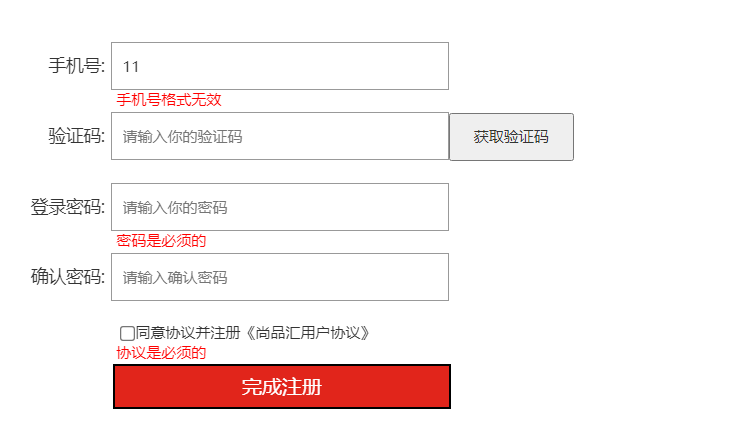 手机号: 11
手机号格式无效
验证码: 请输入你的验证码 获取验证码
登录密码: 请输入你的密码
密码是必须的
确认密码: 请输入确认密码
同意协议并注册《尚品汇用户协议》
协议是必须的
完成注册